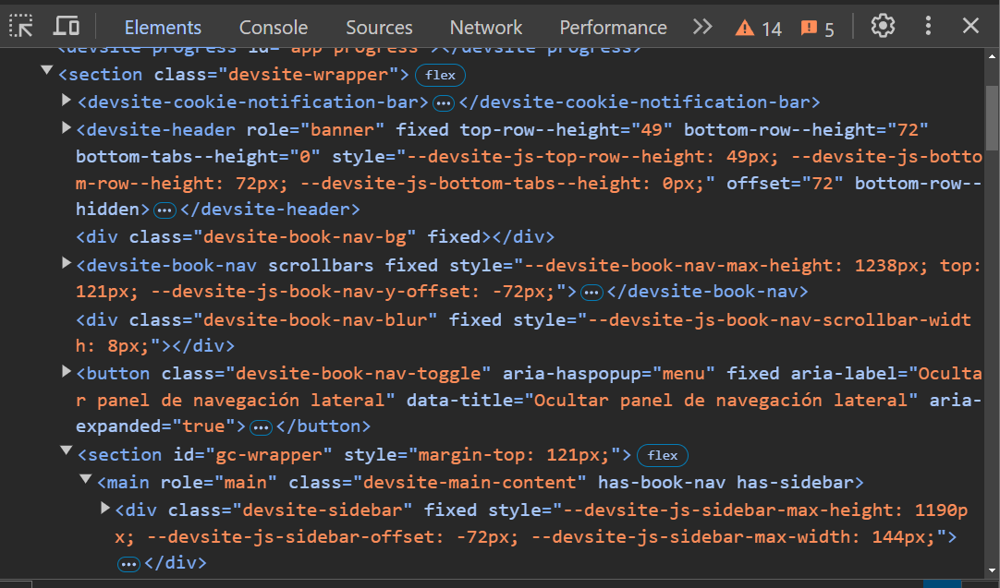 Elements Console Sources Network Performance 14 5
<devsite-progress id="app-progress"></devsite-progress>
<section class="devsite-wrapper"> flex
<devsite-cookie-notification-bar> … </devsite-cookie-notification-bar>
<devsite-header role="banner" fixed top-row--height="49" bottom-row--height="72"
bottom-tabs--height="0" style="--devsite-js-top-row--height: 49px; --devsite-js-botto
m-row--height: 72px; --devsite-js-bottom-tabs--height: 0px;" offset="72" bottom-row--
hidden> … </devsite-header>
<div class="devsite-book-nav-bg" fixed></div>
<devsite-book-nav scrollbars fixed style="--devsite-book-nav-max-height: 1238px; top:
121px; --devsite-js-book-nav-y-offset: -72px;"> … </devsite-book-nav>
<div class="devsite-book-nav-blur" fixed style="--devsite-js-book-nav-scrollbar-widt
h: 8px;"></div>
<button class="devsite-book-nav-toggle" aria-haspopup="menu" fixed aria-label="Oculta
r panel de navegación lateral" data-title="Ocultar panel de navegación lateral" aria-
expanded="true"> … </button>
<section id="gc-wrapper" style="margin-top: 121px;"> flex
<main role="main" class="devsite-main-content" has-book-nav has-sidebar>
<div class="devsite-sidebar" fixed style="--devsite-js-sidebar-max-height: 1190p
x; --devsite-js-sidebar-offset: -72px; --devsite-js-sidebar-max-width: 144px;">
… </div>